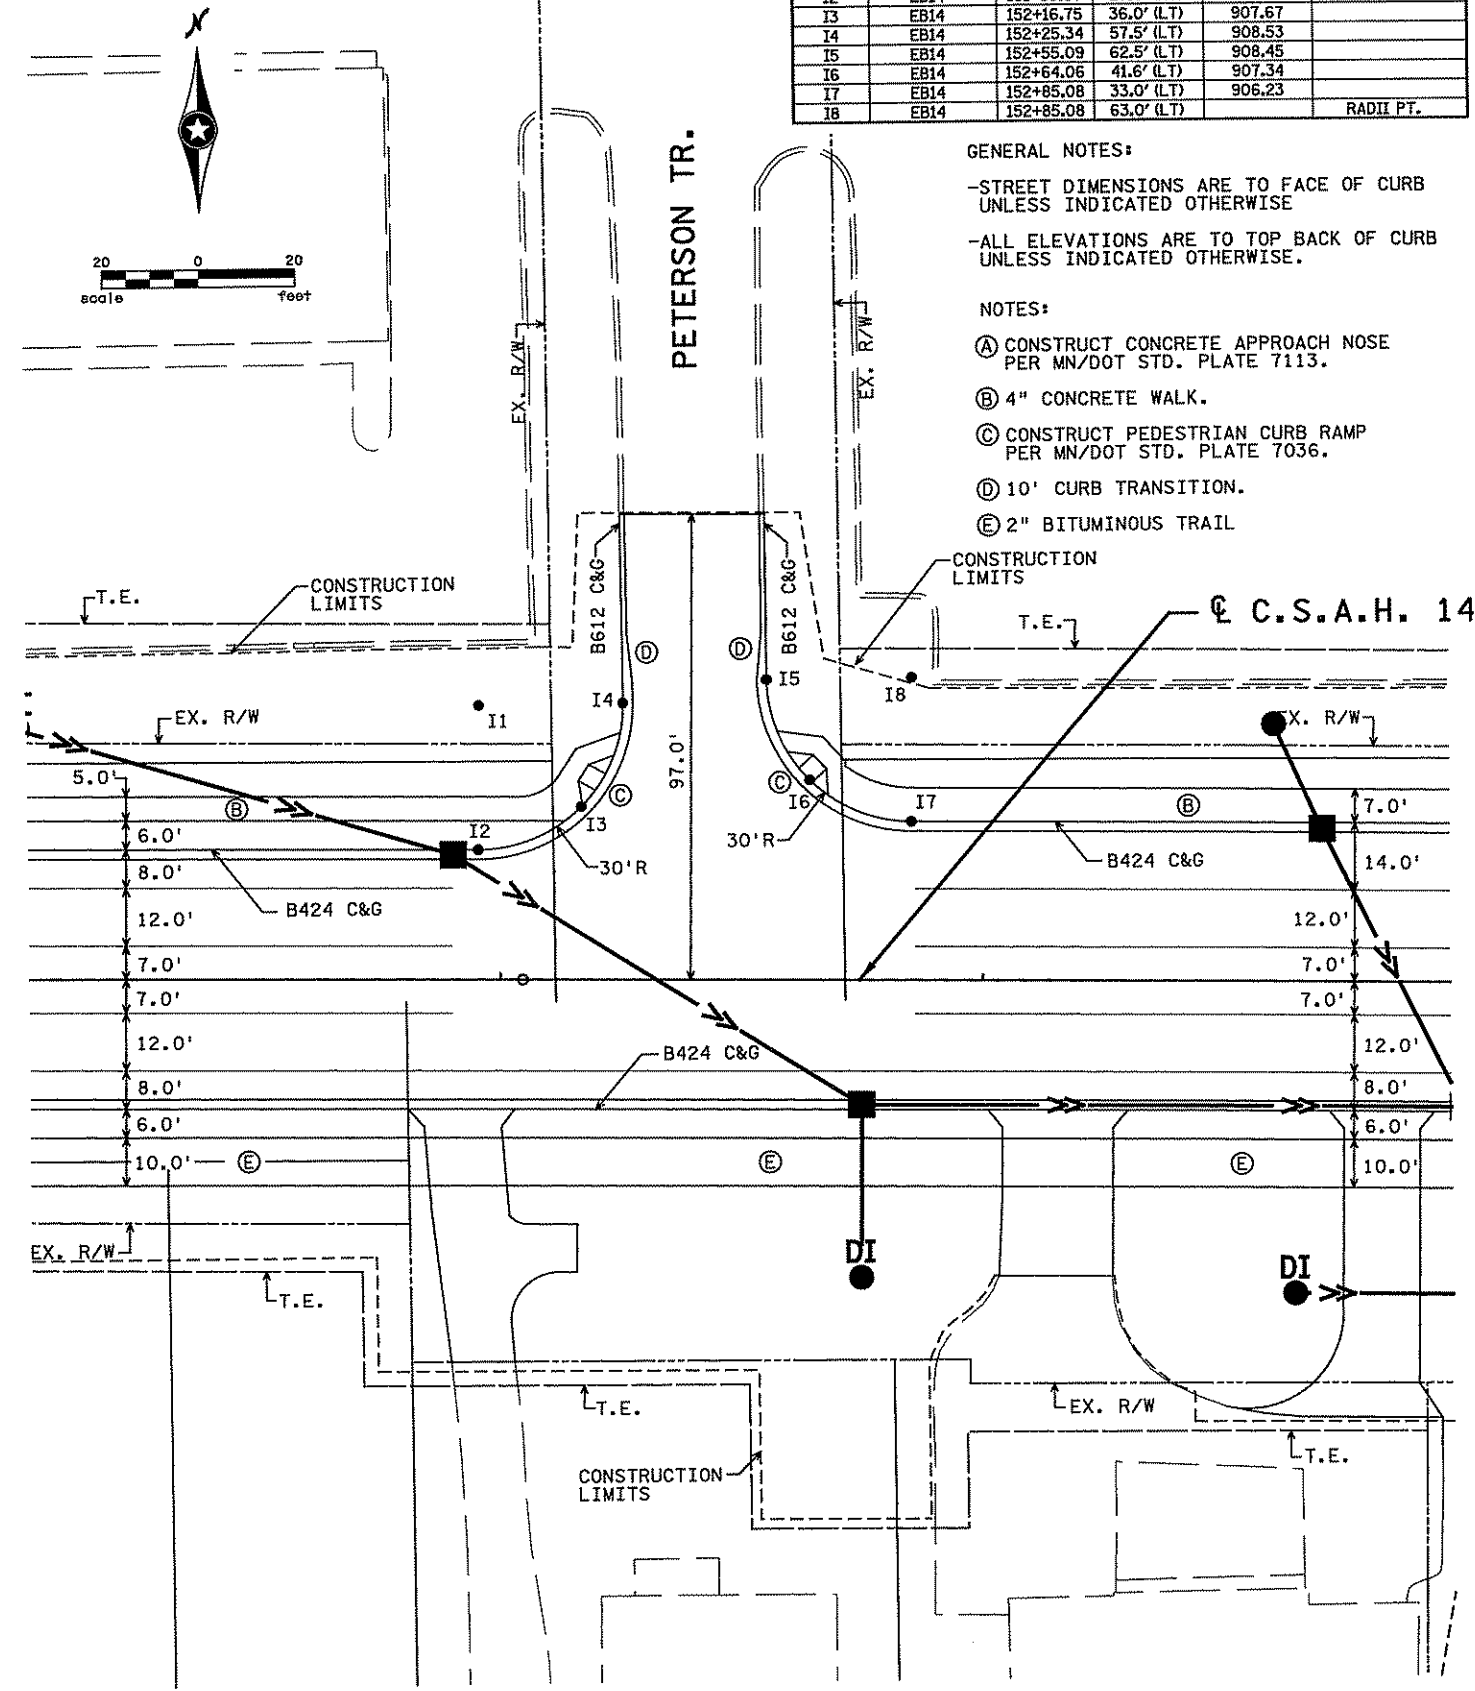 I3 EB14 152+16.75 36.0' (LT) 907.67
I4 EB14 152+25.34 57.5' (LT) 908.53
I5 EB14 152+55.09 62.5' (LT) 908.45
I6 EB14 152+64.06 41.6' (LT) 907.34
I7 EB14 152+85.08 33.0' (LT) 906.23
I8 EB14 152+85.08 63.0' (LT) RADII PT.
N
20 0 20
scale feet
PETERSON TR.
GENERAL NOTES:
-STREET DIMENSIONS ARE TO FACE OF CURB
UNLESS INDICATED OTHERWISE
-ALL ELEVATIONS ARE TO TOP BACK OF CURB
UNLESS INDICATED OTHERWISE.
NOTES:
Ⓐ CONSTRUCT CONCRETE APPROACH NOSE
PER MN/DOT STD. PLATE 7113.
Ⓑ 4" CONCRETE WALK.
Ⓒ CONSTRUCT PEDESTRIAN CURB RAMP
PER MN/DOT STD. PLATE 7036.
Ⓓ 10' CURB TRANSITION.
Ⓔ 2" BITUMINOUS TRAIL
EX. R/W
EX. R/W
CONSTRUCTION
LIMITS
T.E.
CONSTRUCTION
LIMITS
B612 C&G
B612 C&G
T.E.
℄ C.S.A.H. 14
Ⓓ
Ⓓ
I5
I8
I4
I1
EX. R/W
EX. R/W
97.0'
5.0'
Ⓑ
Ⓒ
Ⓒ
I6
I3
I7
Ⓑ
7.0'
6.0'
I2
30'R
30'R
B424 C&G
14.0'
8.0'
B424 C&G
12.0'
12.0'
7.0'
7.0'
7.0'
7.0'
12.0'
12.0'
B424 C&G
8.0'
8.0'
6.0'
6.0'
10.0'
Ⓔ
Ⓔ
Ⓔ
10.0'
EX. R/W
DI
DI
T.E.
T.E.
EX. R/W
T.E.
CONSTRUCTION
LIMITS